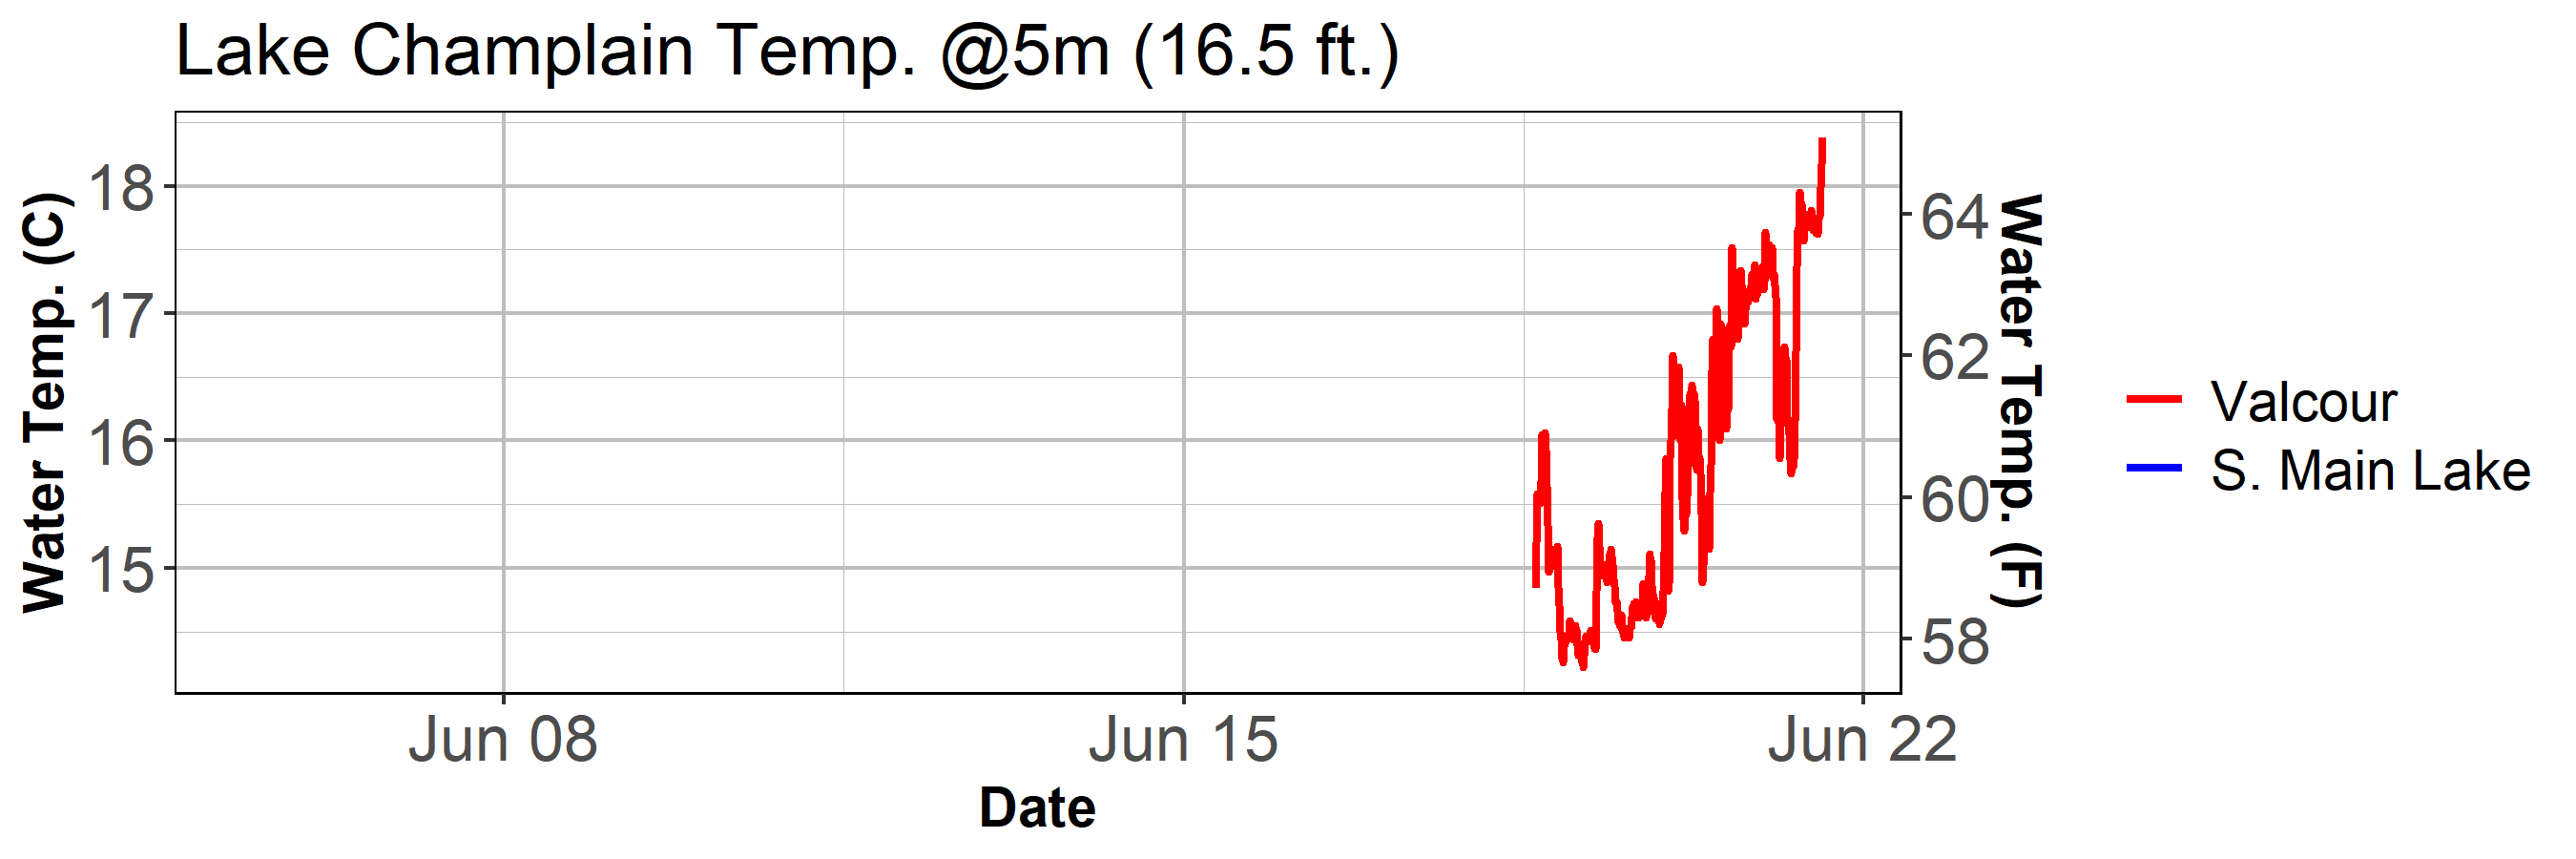 Lake Champlain Temp. @5m (16.5 ft.)
Water Temp. (C)
18
17
16
15
64
62
60
58
Water Temp. (F)
Jun 08
Jun 15
Jun 22
Date
Valcour
S. Main Lake